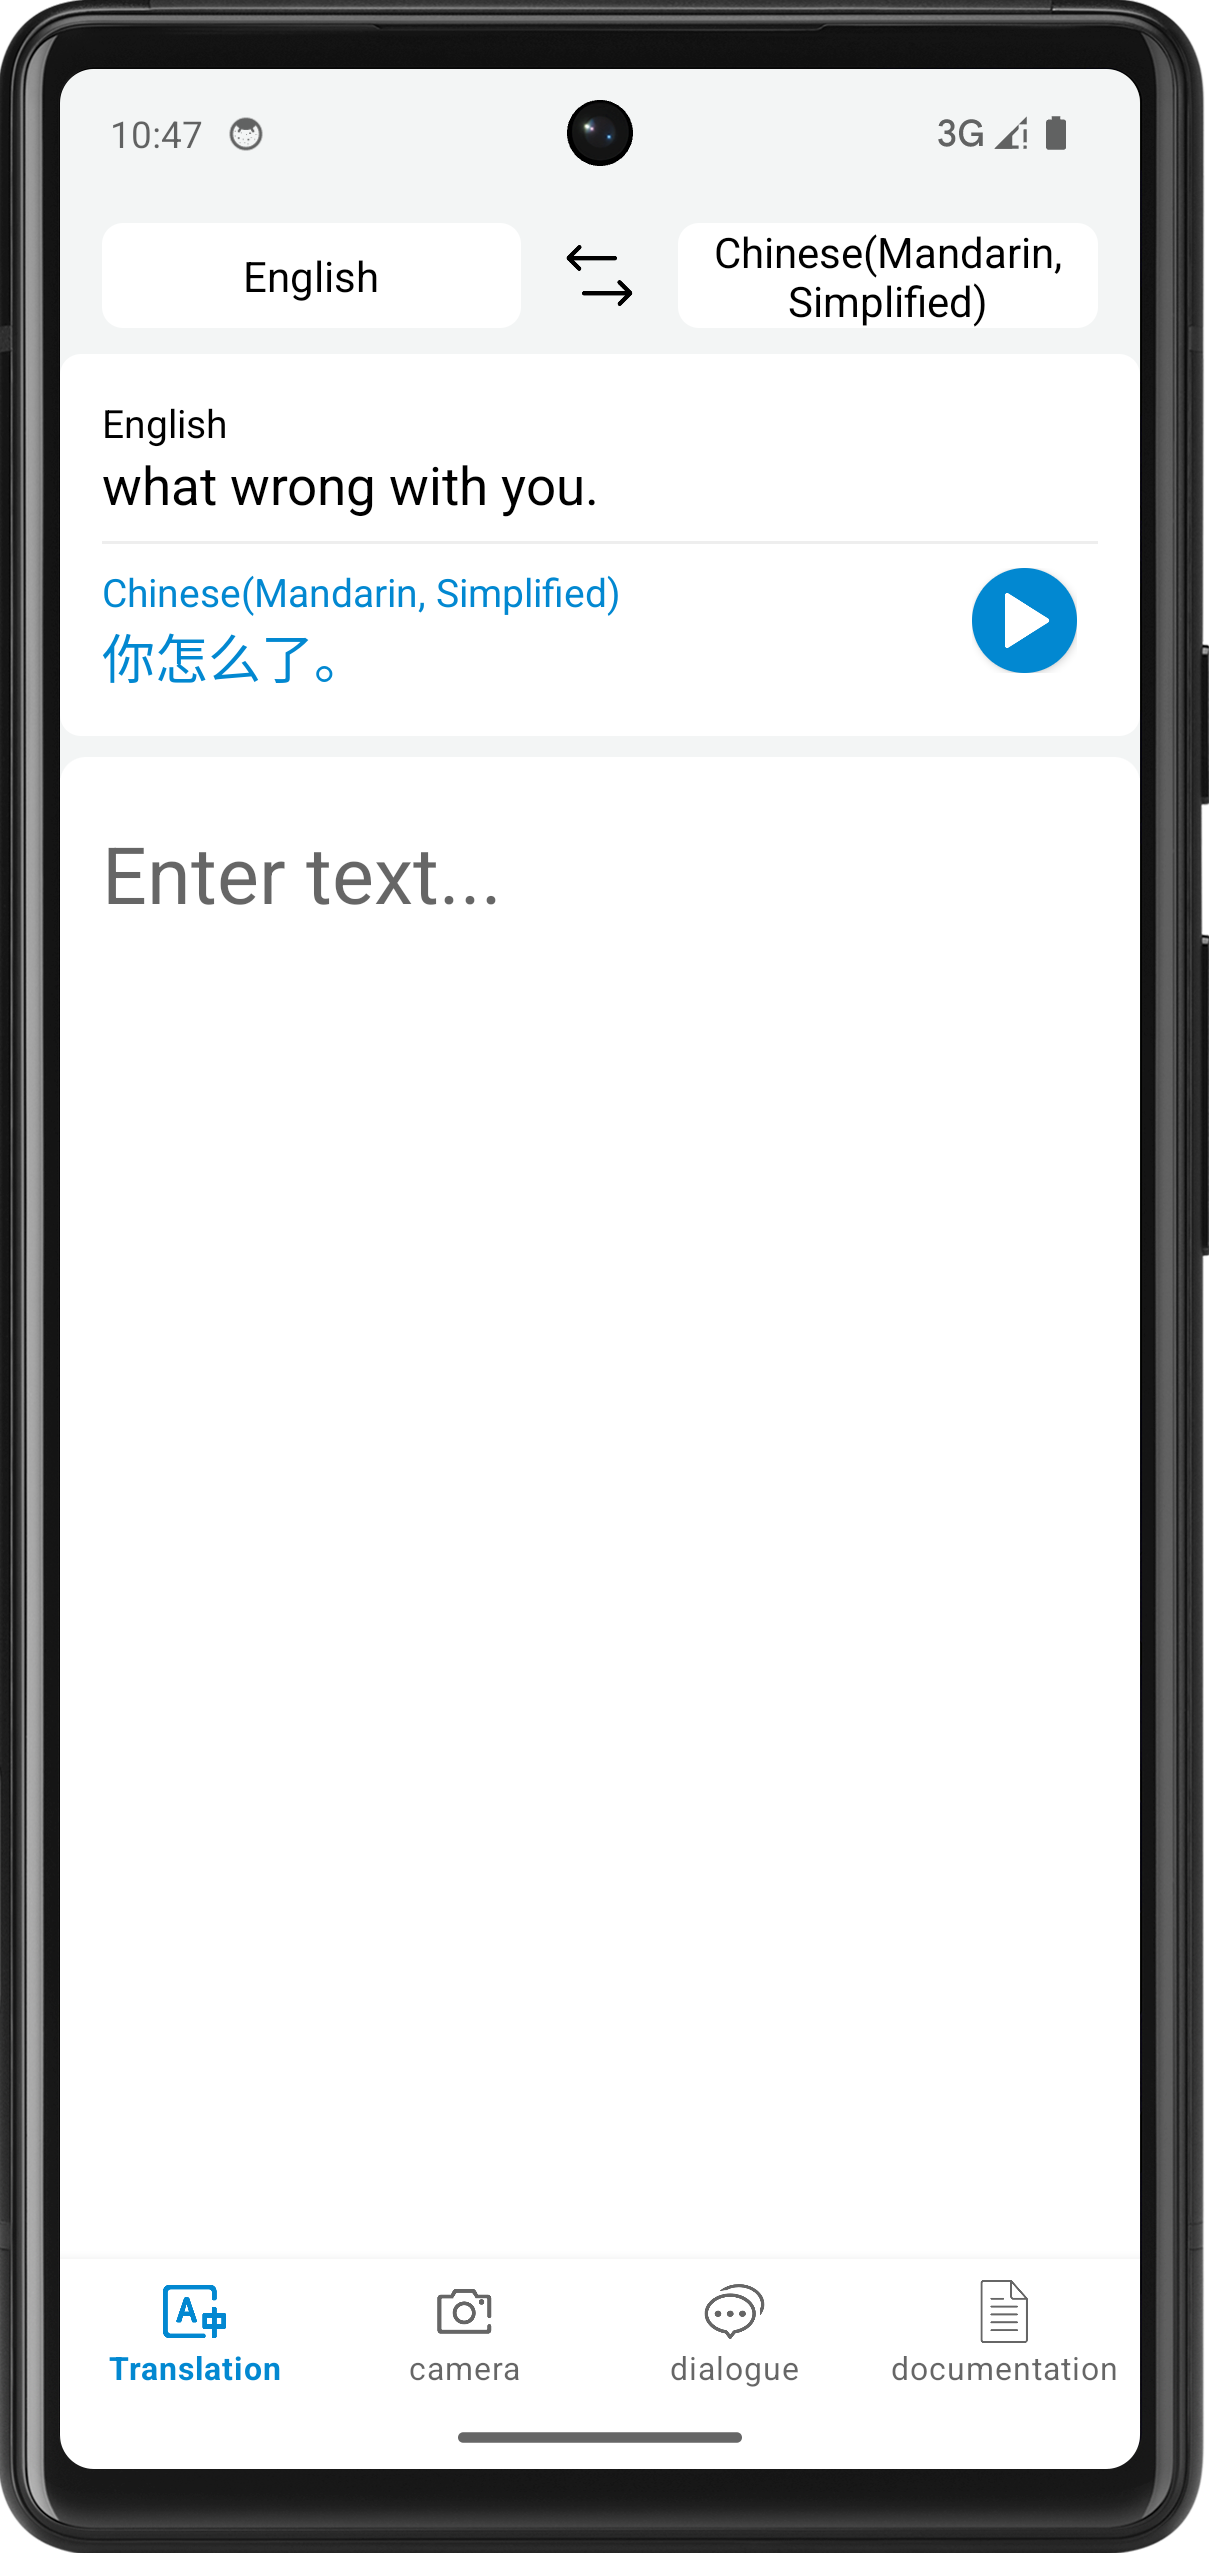 10:47
3G
English
Chinese(Mandarin,
Simplified)
English
what wrong with you.
Chinese(Mandarin, Simplified)
你怎么了。
Enter text...
Translation
camera
dialogue
documentation